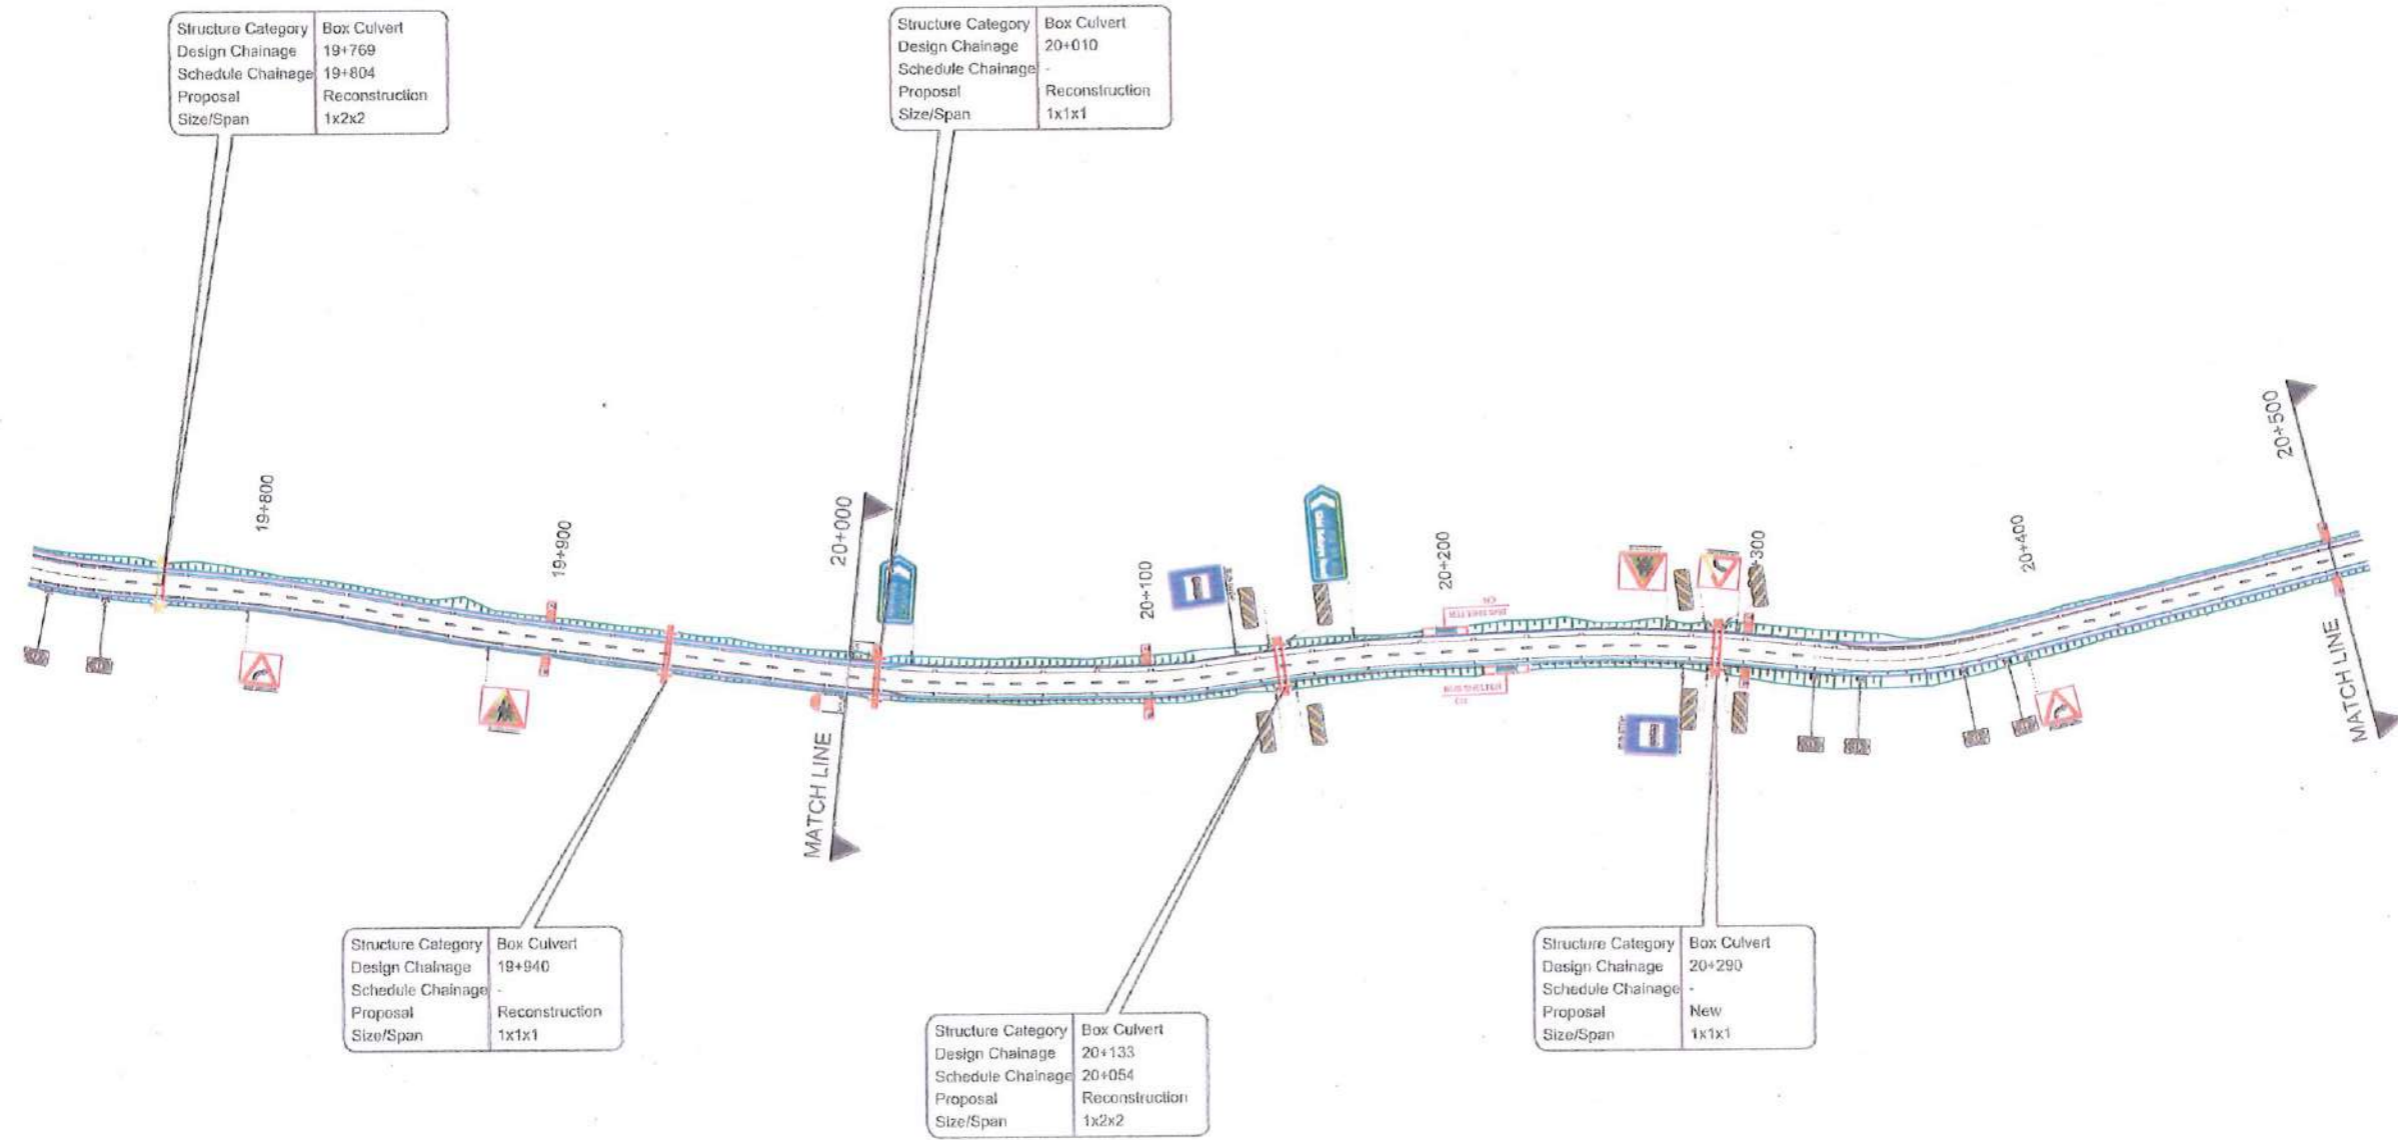 Structure Category Box Culvert
Design Chainage 19+769
Schedule Chainage 19+804
Proposal Reconstruction
Size/Span 1x2x2
Structure Category Box Culvert
Design Chainage 20+010
Schedule Chainage -
Proposal Reconstruction
Size/Span 1x1x1
19+800
19+900
20+000
20+100
20+200
20+400
20+500
MATCH LINE
MATCH LINE
Structure Category Box Culvert
Design Chainage 19+940
Schedule Chainage -
Proposal Reconstruction
Size/Span 1x1x1
Structure Category Box Culvert
Design Chainage 20+133
Schedule Chainage 20+054
Proposal Reconstruction
Size/Span 1x2x2
Structure Category Box Culvert
Design Chainage 20+290
Schedule Chainage -
Proposal New
Size/Span 1x1x1